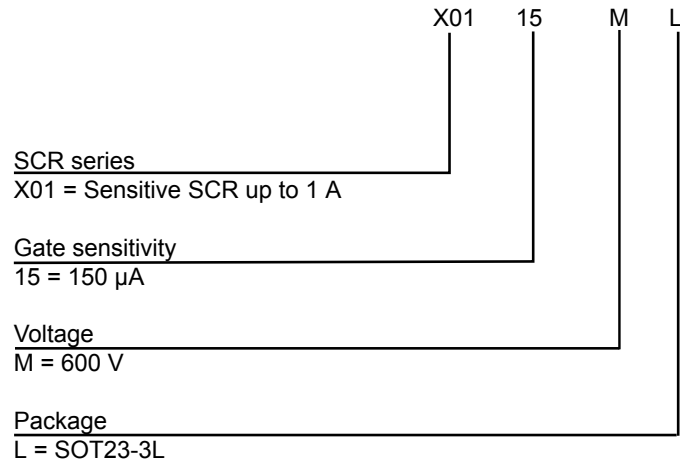 X01 15 M L
SCR series
X01 = Sensitive SCR up to 1 A
Gate sensitivity
15 = 150 µA
Voltage
M = 600 V
Package
L = SOT23-3L